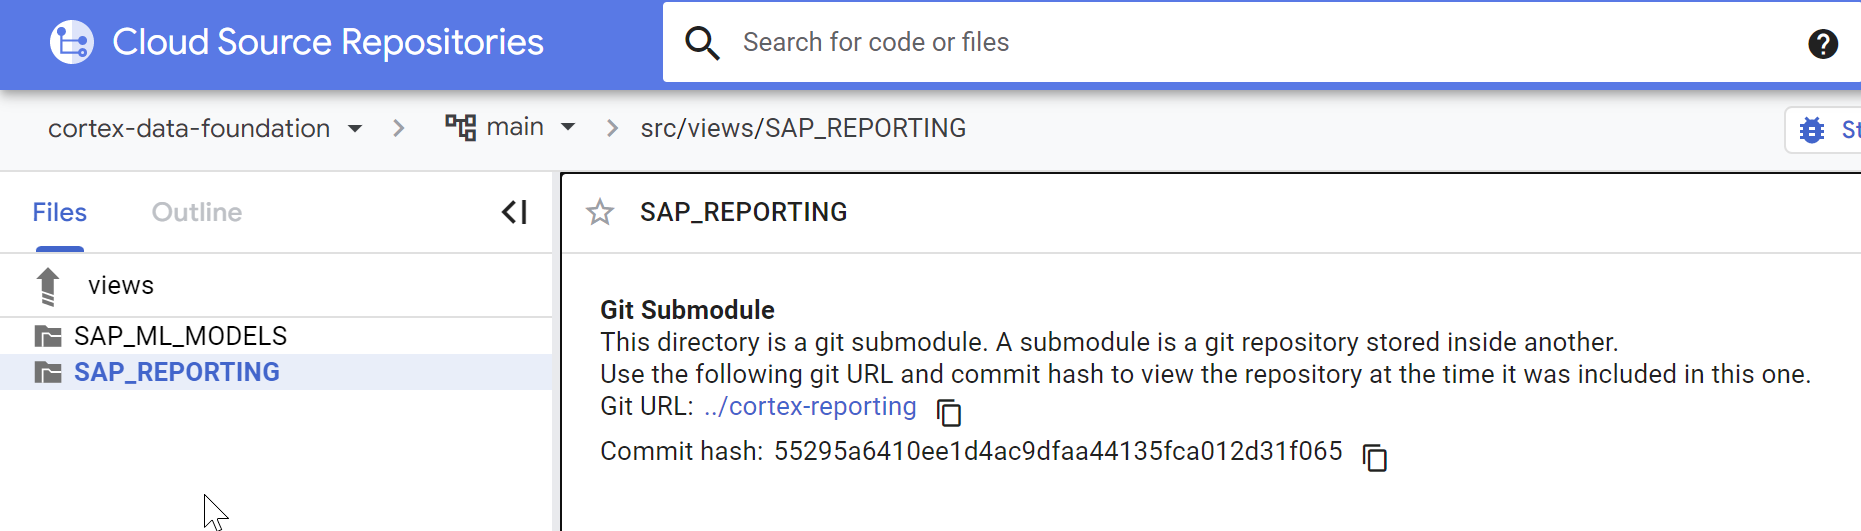 Cloud Source Repositories
Search for code or files
cortex-data-foundation
main
src/views/SAP_REPORTING
St
Files
Outline
SAP_REPORTING
views
SAP_ML_MODELS
SAP_REPORTING
Git Submodule
This directory is a git submodule. A submodule is a git repository stored inside another.
Use the following git URL and commit hash to view the repository at the time it was included in this one.
Git URL: ../cortex-reporting
Commit hash: 55295a6410ee1d4ac9dfaa44135fca012d31f065